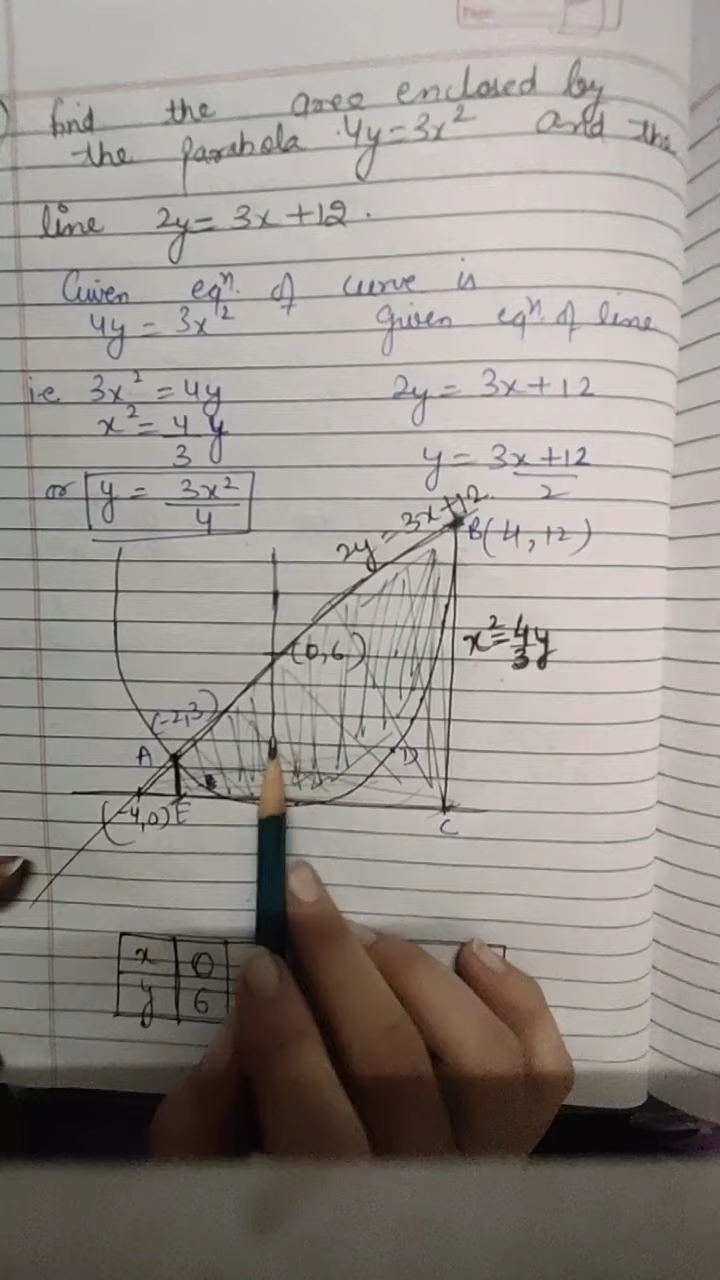 find the area enclosed by
the parabola 4y=3x² and the
line 2y= 3x+12.
Given eqⁿ. of curve is
4y = 3x²
given eqⁿ. of line
i.e 3x² = 4y
2y = 3x+12
x² = 4/3 y
y = 3x+12/2
or y = 3x²/4
2y = 3x+12
B(4,12)
x²=4/3y
(0,6)
(-2,3)
A
D
(-4,0) E
C
x 0
y 6